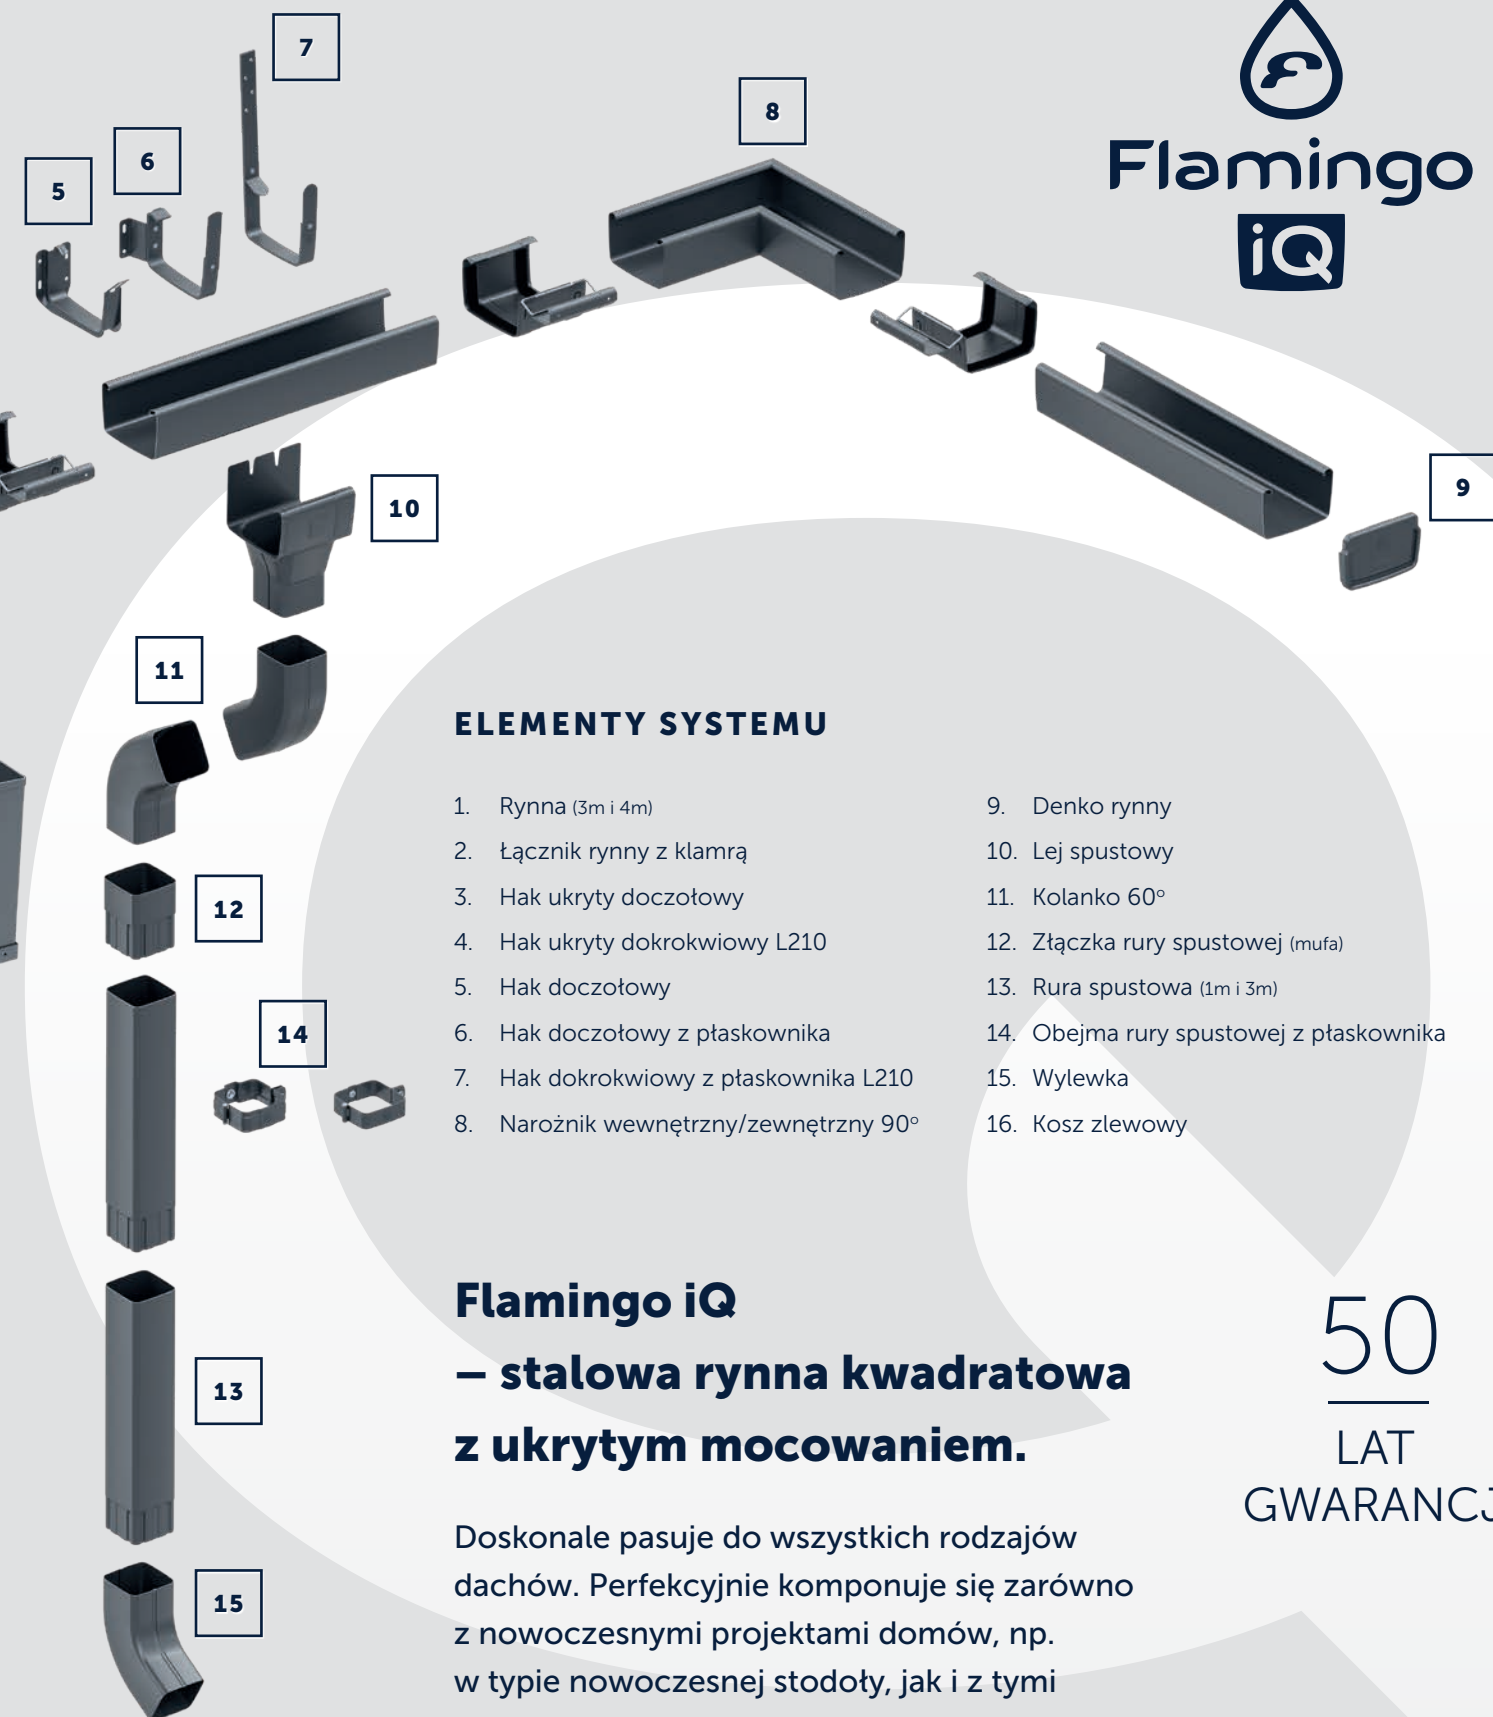 7
8
6
5
Flamingo
iQ
9
10
11
12
14
13
15
ELEMENTY SYSTEMU
1. Rynna (3m i 4m)
2. Łącznik rynny z klamrą
3. Hak ukryty doczołowy
4. Hak ukryty dokrokwiowy L210
5. Hak doczołowy
6. Hak doczołowy z płaskownika
7. Hak dokrokwiowy z płaskownika L210
8. Narożnik wewnętrzny/zewnętrzny 90°
9. Denko rynny
10. Lej spustowy
11. Kolanko 60°
12. Złączka rury spustowej (mufa)
13. Rura spustowa (1m i 3m)
14. Obejma rury spustowej z płaskownika
15. Wylewka
16. Kosz zlewowy
Flamingo iQ
– stalowa rynna kwadratowa
z ukrytym mocowaniem.
Doskonale pasuje do wszystkich rodzajów
dachów. Perfekcyjnie komponuje się zarówno
z nowoczesnymi projektami domów, np.
w typie nowoczesnej stodoły, jak i z tymi
50
LAT
GWARANCJ